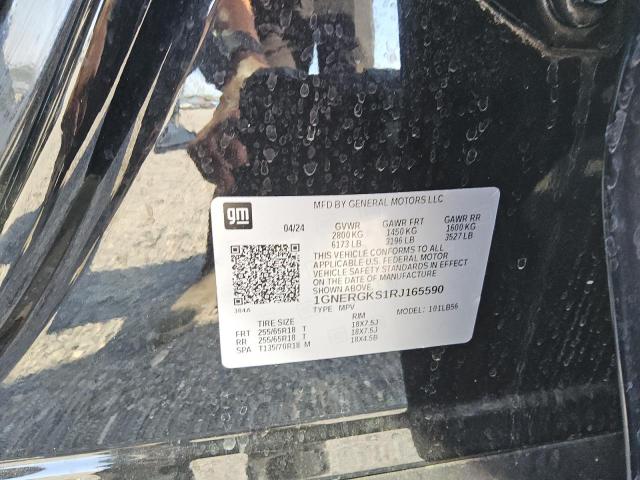 gm
MFD BY GENERAL MOTORS LLC
04/24 GVWR GAWR FRT GAWR RR
2800 KG 1450 KG 1600 KG
6173 LB 3196 LB 3527 LB
THIS VEHICLE CONFORMS TO ALL
APPLICABLE U.S. FEDERAL MOTOR
VEHICLE SAFETY STANDARDS IN EFFECT
ON THE DATE OF MANUFACTURE
SHOWN ABOVE.
384A
1GNERGKS1RJ165590
TYPE: MPV MODEL: 101LB56
TIRE SIZE RIM
FRT 255/65R18 T 18X7.5J
RR 255/65R18 T 18X7.5J
SPA T135/70R18 M 18X4.5B